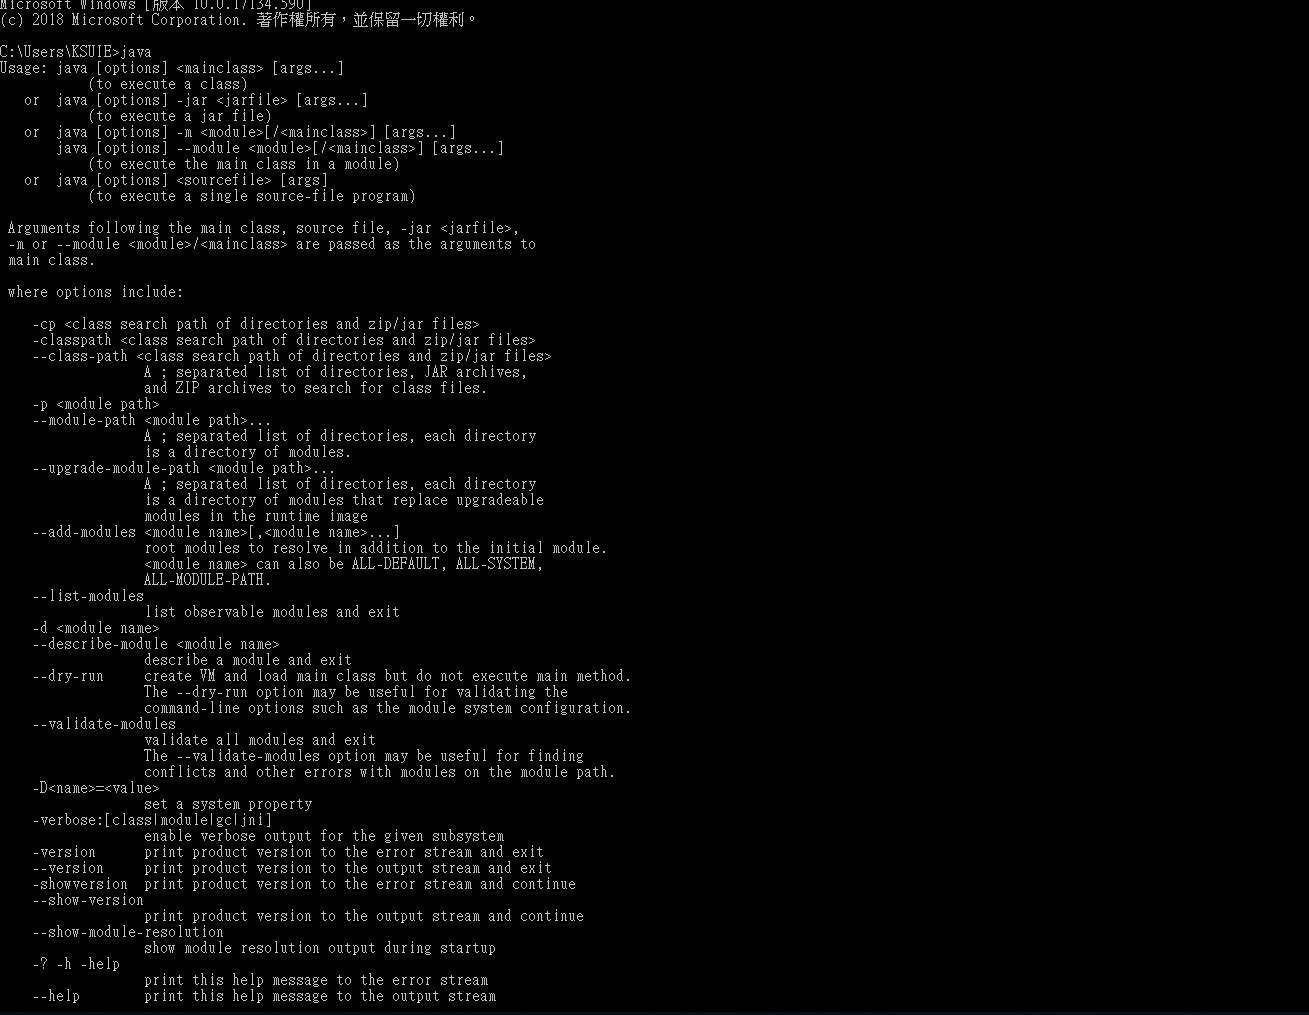 Microsoft Windows [版本 10.0.17134.590]
(c) 2018 Microsoft Corporation. 著作權所有，並保留一切權利。
C:\Users\KSUIE>java
Usage: java [options] <mainclass> [args...]
(to execute a class)
or  java [options] -jar <jarfile> [args...]
(to execute a jar file)
or  java [options] -m <module>[/<mainclass>] [args...]
java [options] --module <module>[/<mainclass>] [args...]
(to execute the main class in a module)
or  java [options] <sourcefile> [args]
(to execute a single source-file program)
Arguments following the main class, source file, -jar <jarfile>,
-m or --module <module>/<mainclass> are passed as the arguments to
main class.
where options include:
-cp <class search path of directories and zip/jar files>
-classpath <class search path of directories and zip/jar files>
--class-path <class search path of directories and zip/jar files>
A ; separated list of directories, JAR archives,
and ZIP archives to search for class files.
-p <module path>
--module-path <module path>...
A ; separated list of directories, each directory
is a directory of modules.
--upgrade-module-path <module path>...
A ; separated list of directories, each directory
is a directory of modules that replace upgradeable
modules in the runtime image
--add-modules <module name>[,<module name>...]
root modules to resolve in addition to the initial module.
<module name> can also be ALL-DEFAULT, ALL-SYSTEM,
ALL-MODULE-PATH.
--list-modules
list observable modules and exit
-d <module name>
--describe-module <module name>
describe a module and exit
--dry-run     create VM and load main class but do not execute main method.
The --dry-run option may be useful for validating the
command-line options such as the module system configuration.
--validate-modules
validate all modules and exit
The --validate-modules option may be useful for finding
conflicts and other errors with modules on the module path.
-D<name>=<value>
set a system property
-verbose:[class|module|gc|jni]
enable verbose output for the given subsystem
-version      print product version to the error stream and exit
--version     print product version to the output stream and exit
-showversion  print product version to the error stream and continue
--show-version
print product version to the output stream and continue
--show-module-resolution
show module resolution output during startup
-? -h -help
print this help message to the error stream
--help        print this help message to the output stream